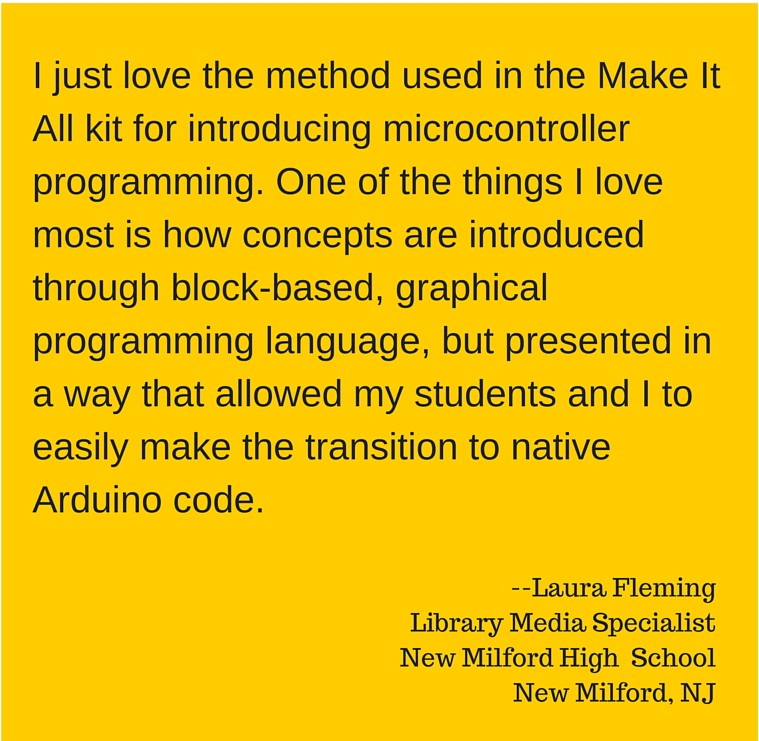 I just love the method used in the Make It
All kit for introducing microcontroller
programming. One of the things I love
most is how concepts are introduced
through block-based, graphical
programming language, but presented in
a way that allowed my students and I to
easily make the transition to native
Arduino code.
--Laura Fleming
Library Media Specialist
New Milford High  School
New Milford, NJ